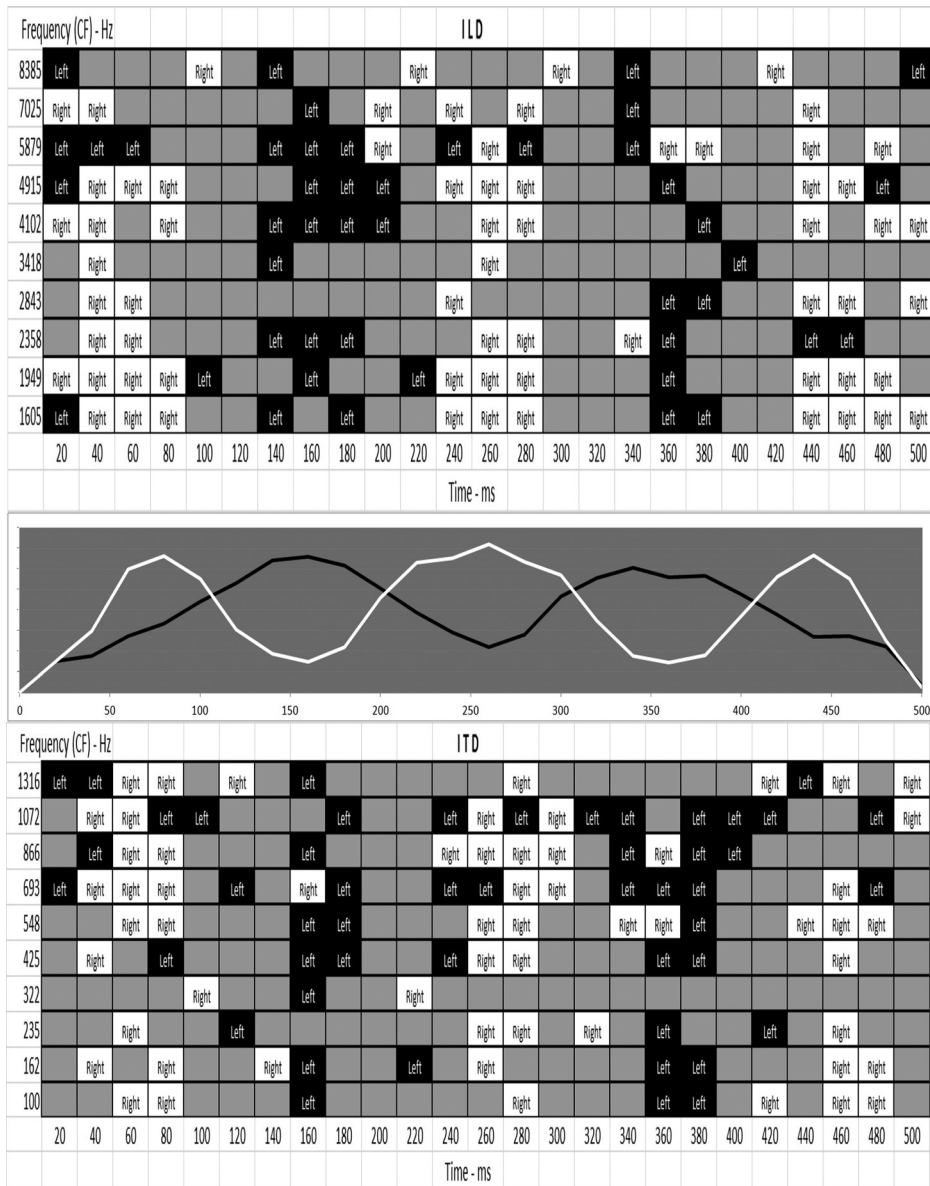 Frequency (CF) - Hz ILD
8385 Left Right Left Right Right Left Right Left
7025 Right Right Left Right Right Right Left Right
5879 Left Left Left Left Left Left Right Left Right Left Left Right Right Right Right
4915 Left Right Right Right Left Left Left Right Right Right Left Right Right Left
4102 Right Right Right Left Left Left Left Right Right Left Right Right Right
3418 Right Left Right Left
2843 Right Right Right Left Left Right Right Right
2358 Right Right Left Left Left Right Right Right Left Left Left
1949 Right Right Right Right Left Left Left Right Right Right Left Right Right Right
1605 Left Right Right Right Left Left Right Right Right Left Left Right Right Right Right
20 40 60 80 100 120 140 160 180 200 220 240 260 280 300 320 340 360 380 400 420 440 460 480 500
Time - ms
0 50 100 150 200 250 300 350 400 450 500
Frequency (CF) - Hz ITD
1316 Left Left Right Right Right Left Right Right Left Right Right
1072 Right Right Left Left Left Left Right Left Right Left Left Left Left Left Left Right
866 Left Right Right Left Right Right Right Right Left Right Left Left
693 Left Right Right Right Left Right Left Left Left Right Right Left Left Left Right Left
548 Right Right Left Left Right Right Right Right Left Right Right Right
425 Right Left Left Left Left Right Right Left Left Right
322 Right Left Right
235 Right Left Right Right Right Left Left Right
162 Right Right Right Left Left Right Left Left Right Right
100 Right Right Left Right Left Left Right Right Right
20 40 60 80 100 120 140 160 180 200 220 240 260 280 300 320 340 360 380 400 420 440 460 480 500
Time - ms